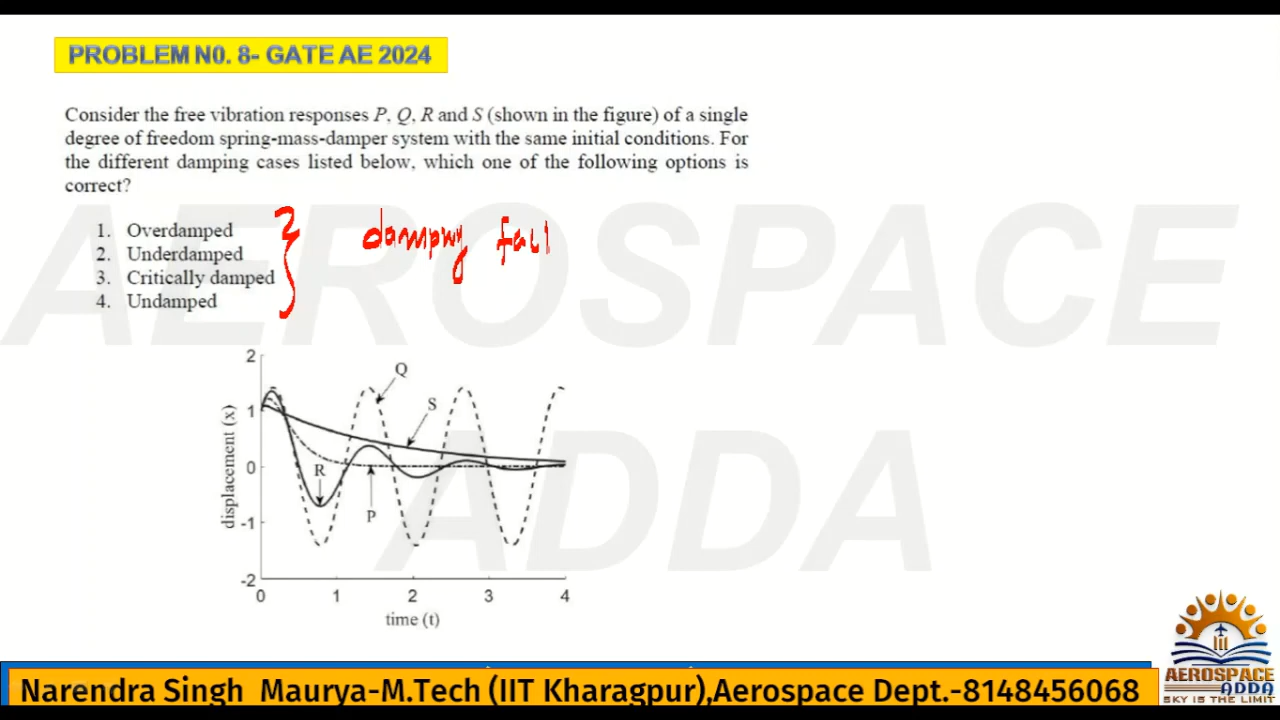 PROBLEM N0. 8- GATE AE 2024
Consider the free vibration responses P, Q, R and S (shown in the figure) of a single
degree of freedom spring-mass-damper system with the same initial conditions. For
the different damping cases listed below, which one of the following options is
correct?
1. Overdamped
2. Underdamped
3. Critically damped
4. Undamped
AEROSPACE
ADDA
2
1
0
-1
-2
displacement (x)
Q
S
R
P
0 1 2 3 4
time (t)
Narendra Singh Maurya-M.Tech (IIT Kharagpur),Aerospace Dept.-8148456068
AEROSPACE
ADDA
SKY IS THE LIMIT